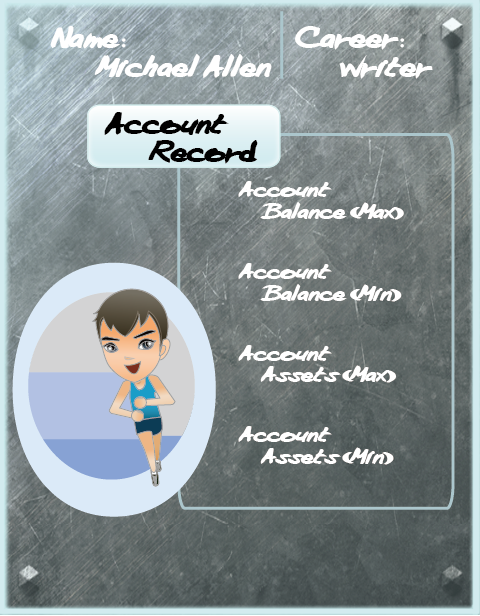 Name:
Michael Allen
Career:
writer
Account
Record
Account
Balance (Max)
Account
Balance (Min)
Account
Assets (Max)
Account
Assets (Min)